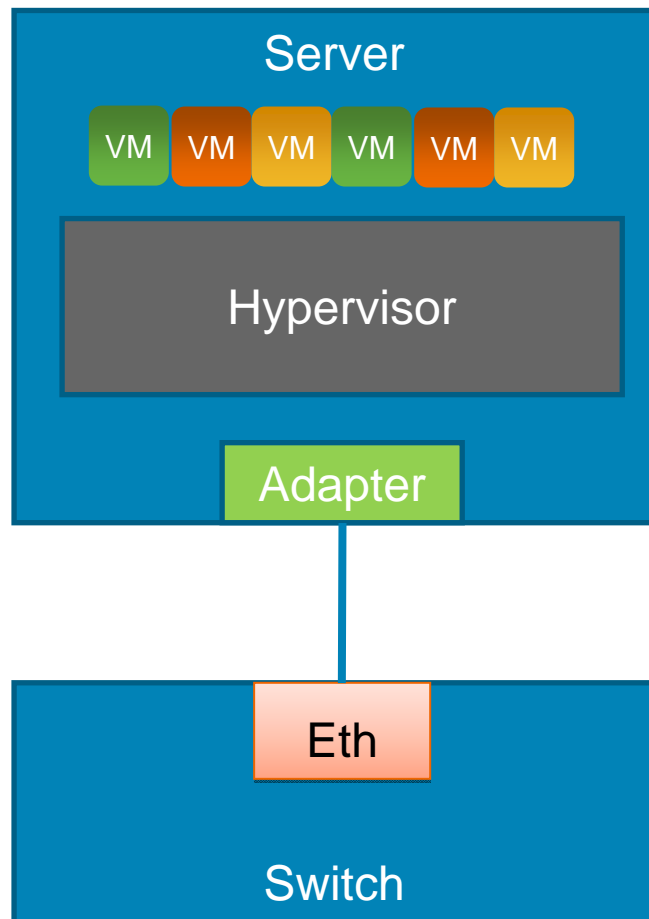 Server
VM VM VM VM VM VM
Hypervisor
Adapter
Eth
Switch